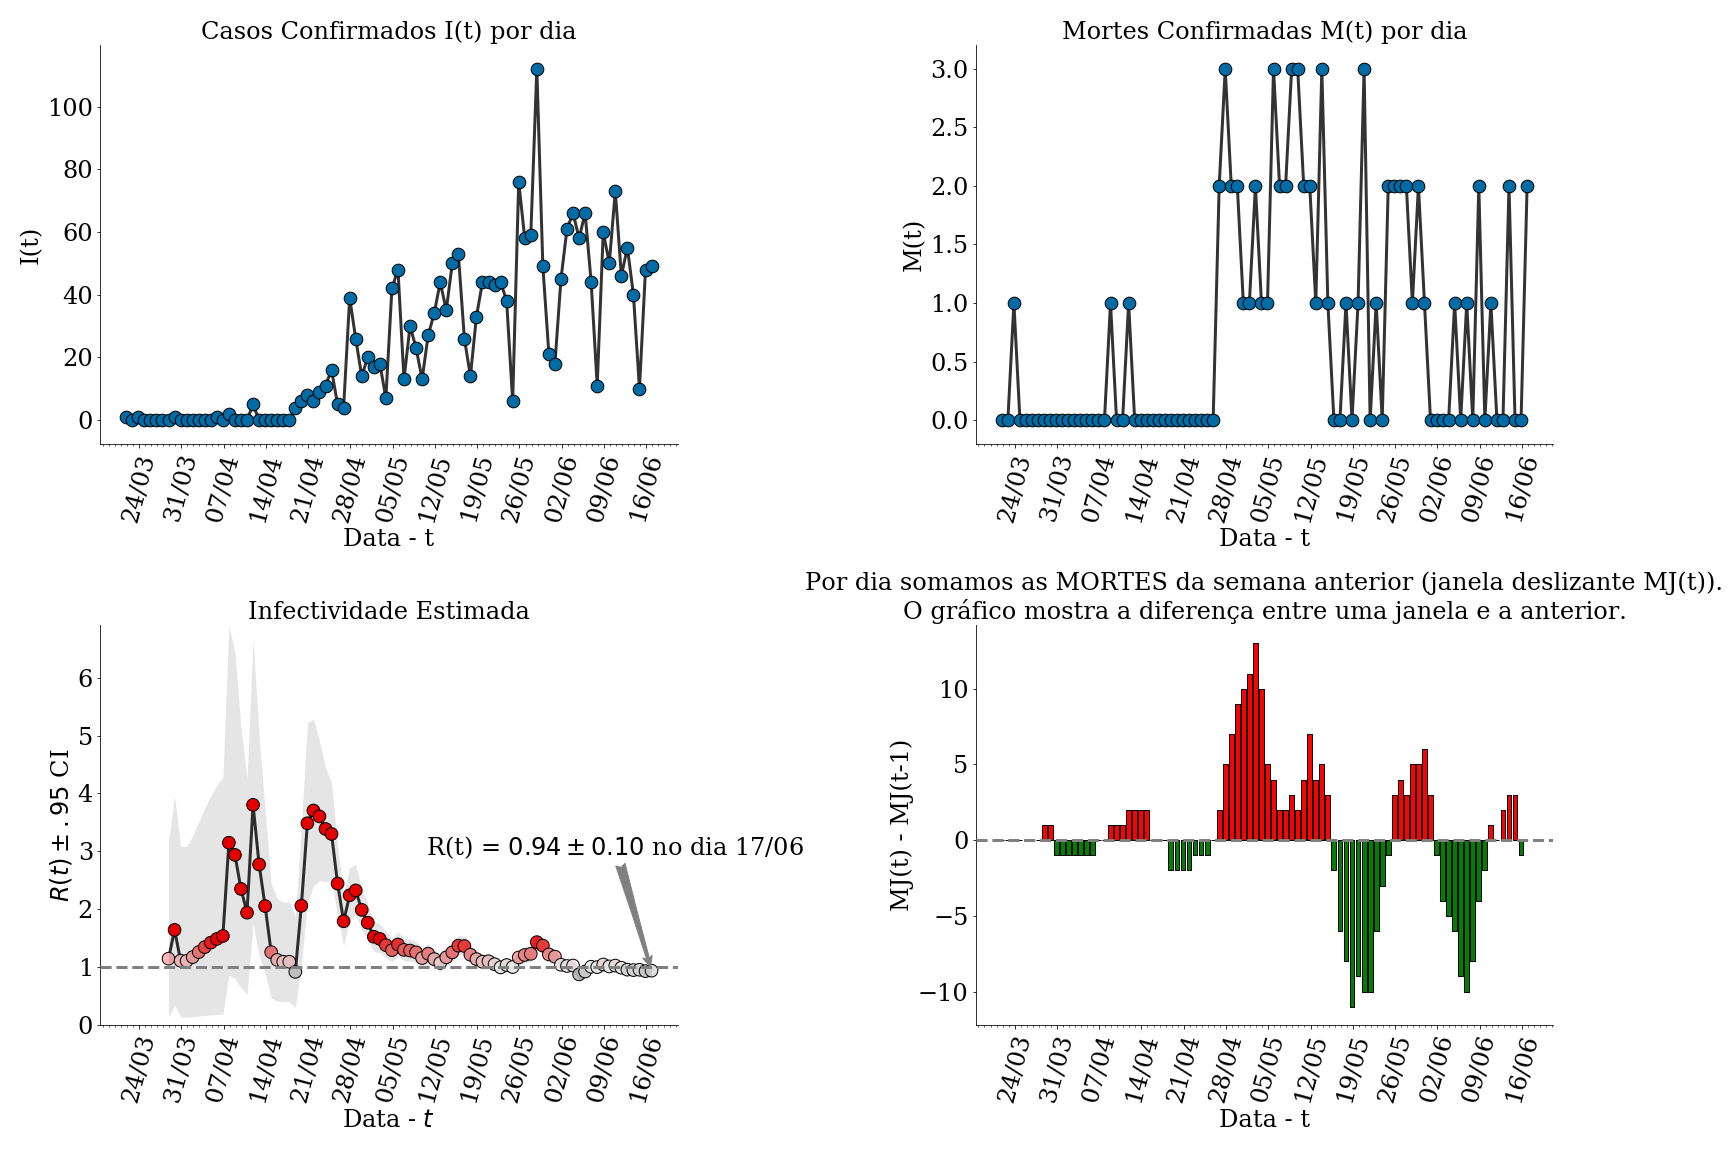 Casos Confirmados I(t) por dia
I(t)
100
80
60
40
20
0
24/03 31/03 07/04 14/04 21/04 28/04 05/05 12/05 19/05 26/05 02/06 09/06 16/06
Data - t
Mortes Confirmadas M(t) por dia
M(t)
3.0
2.5
2.0
1.5
1.0
0.5
0.0
24/03 31/03 07/04 14/04 21/04 28/04 05/05 12/05 19/05 26/05 02/06 09/06 16/06
Data - t
Infectividade Estimada
R(t) ± .95 CI
6
5
4
3
2
1
0
R(t) = 0.94 ± 0.10 no dia 17/06
24/03 31/03 07/04 14/04 21/04 28/04 05/05 12/05 19/05 26/05 02/06 09/06 16/06
Data - t
Por dia somamos as MORTES da semana anterior (janela deslizante MJ(t)).
O gráfico mostra a diferença entre uma janela e a anterior.
MJ(t) - MJ(t-1)
10
5
0
−5
−10
24/03 31/03 07/04 14/04 21/04 28/04 05/05 12/05 19/05 26/05 02/06 09/06 16/06
Data - t